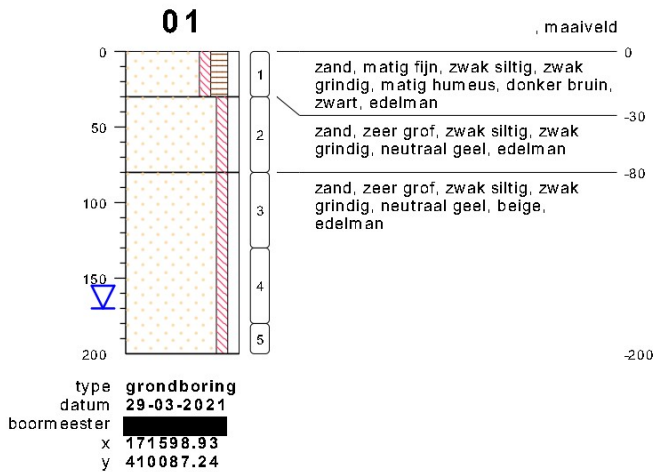 01
, maaiveld
0
0
1
zand, matig fijn, zwak siltig, zwak
grindig, matig humeus, donker bruin,
zwart, edelman
-30
50
2
zand, zeer grof, zwak siltig, zwak
grindig, neutraal geel, edelman
-80
zand, zeer grof, zwak siltig, zwak
grindig, neutraal geel, beige,
edelman
100
3
150
4
5
200
-200
type grondboring
datum 29-03-2021
boormeester
x 171598.93
y 410087.24